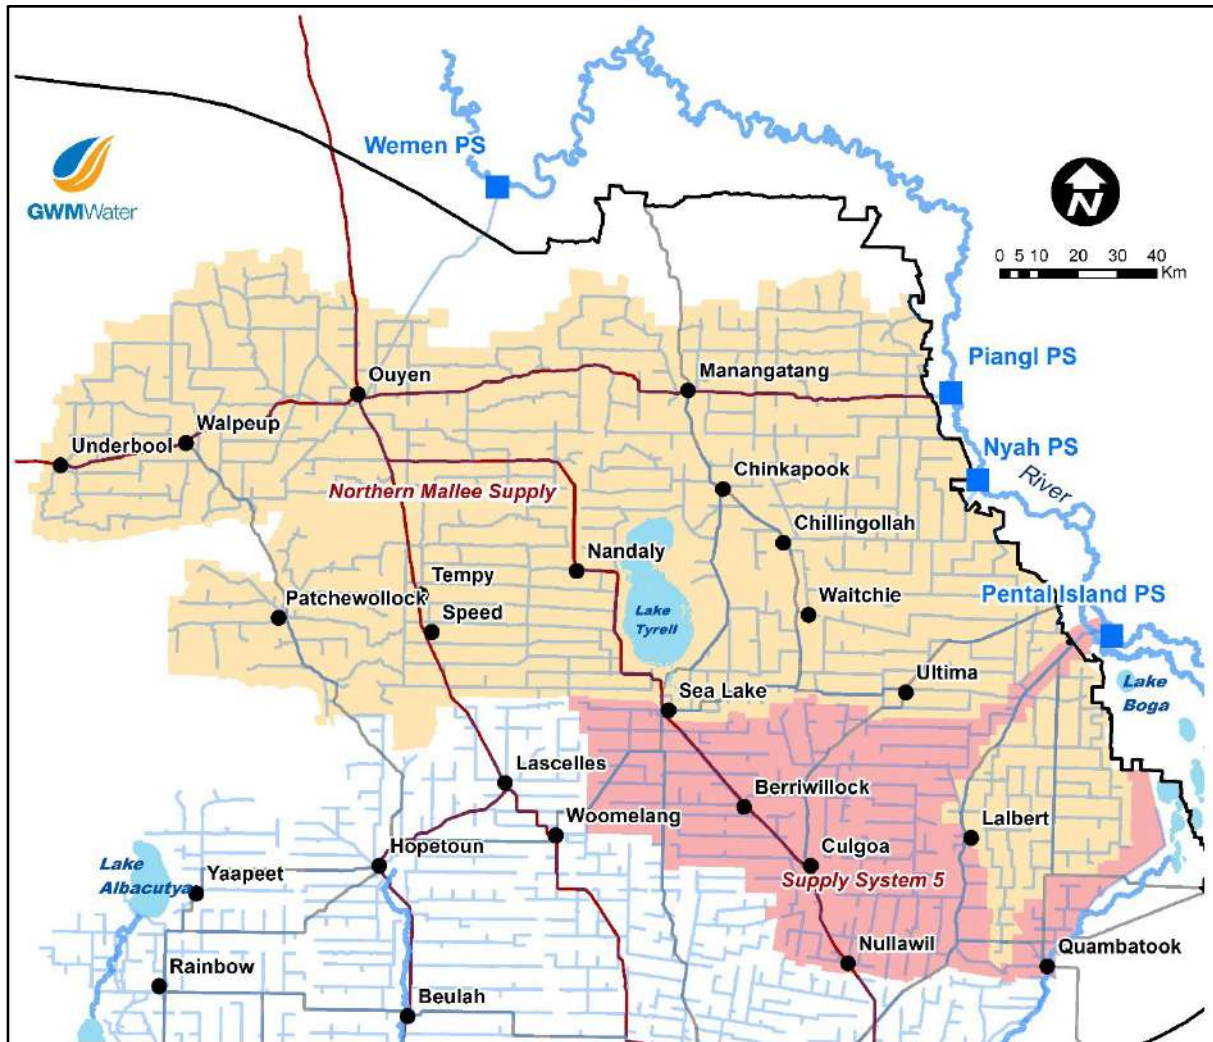 Wemen PS
GWMWater
N
0 5 10 20 30 40
Km
Piangl PS
Ouyen
Manangatang
Walpeup
Underbool
Nyah PS
River
Chinkapook
Northern Mallee Supply
Chillingollah
Nandaly
Tempy
Patchewollock
Speed
Lake
Tyrell
Waitchie
Pental Island PS
Ultima
Sea Lake
Lake
Boga
Lascelles
Berriwillock
Woomelang
Lalbert
Hopetoun
Culgoa
Lake
Albacutya
Yaapeet
Supply System 5
Nullawil
Quambatook
Rainbow
Beulah